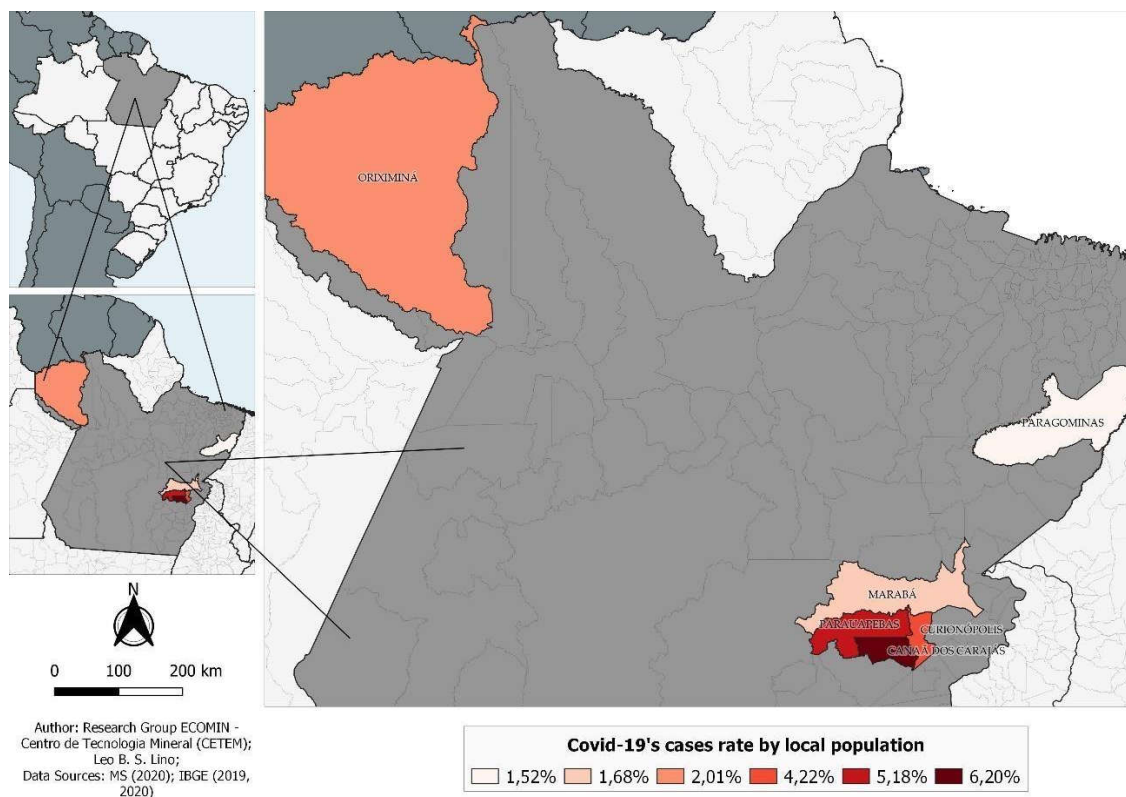 ORIXIMINÁ
PARAGOMINAS
MARABÁ
PARAUAPEBAS
CURIONÓPOLIS
CANAÃ DOS CARAJÁS
N
0 100 200 km
Author: Research Group ECOMIN -
Centro de Tecnologia Mineral (CETEM);
Leo B. S. Lino;
Data Sources: MS (2020); IBGE (2019,
2020)
Covid-19's cases rate by local population
1,52% 1,68% 2,01% 4,22% 5,18% 6,20%